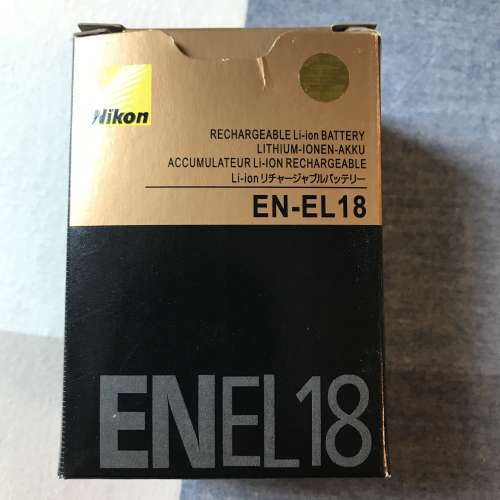 Nikon
RECHARGEABLE Li-ion BATTERY
LITHIUM-IONEN-AKKU
ACCUMULATEUR Li-ION RECHARGEABLE
Li-ion リチャージャブルバッテリー
EN-EL18
ENEL18